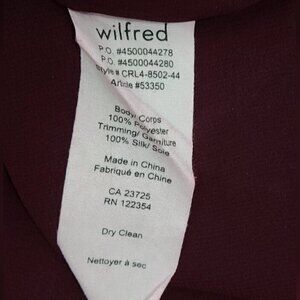 wilfred
P.O. #4500044278
P.O. #4500044280
Style # CRL4-8502-44
Article #53350
Body/ Corps
100% Polyester
Trimming/ Garniture
100% Silk/ Soie
Made in China
Fabriqué en Chine
CA 23725
RN 122354
Dry Clean
Nettoyer à sec